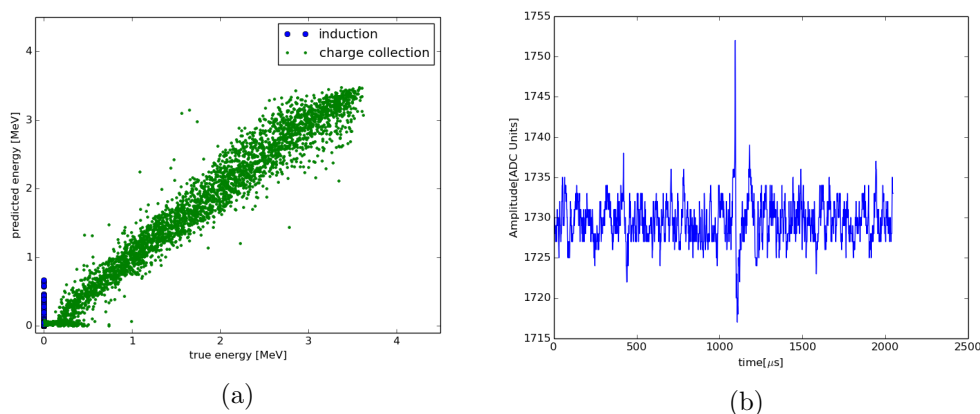 induction
charge collection
predicted energy [MeV]
4
3
2
1
0
0 1 2 3 4
true energy [MeV]
(a)
Amplitude[ADC Units]
1755
1750
1745
1740
1735
1730
1725
1720
1715
0 500 1000 1500 2000 2500
time[μs]
(b)